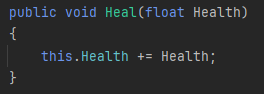 public void Heal(float Health)
{
    this.Health += Health;
}